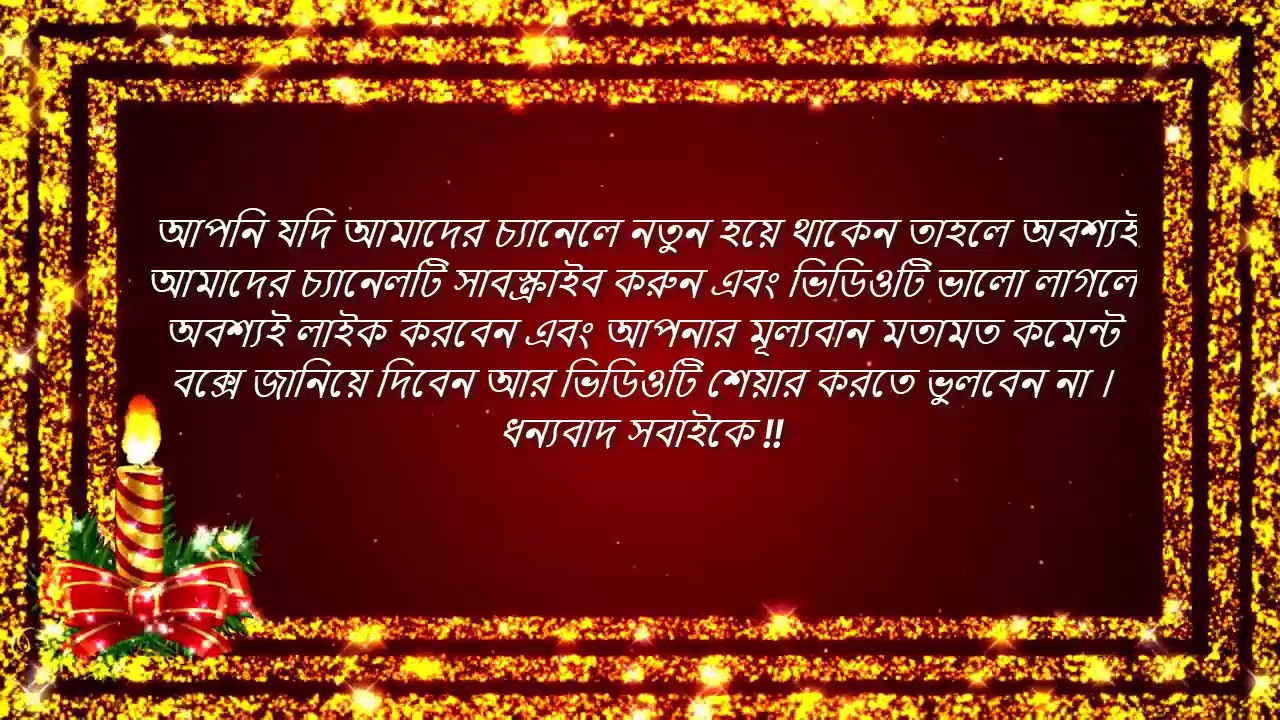 আপনি যদি আমাদের চ্যানেলে নতুন হয়ে থাকেন তাহলে অবশ্যই
আমাদের চ্যানেলটি সাবস্ক্রাইব করুন এবং ভিডিওটি ভালো লাগলে
অবশ্যই লাইক করবেন এবং আপনার মূল্যবান মতামত কমেন্ট
বক্সে জানিয়ে দিবেন আর ভিডিওটি শেয়ার করতে ভুলবেন না ।
ধন্যবাদ সবাইকে !!